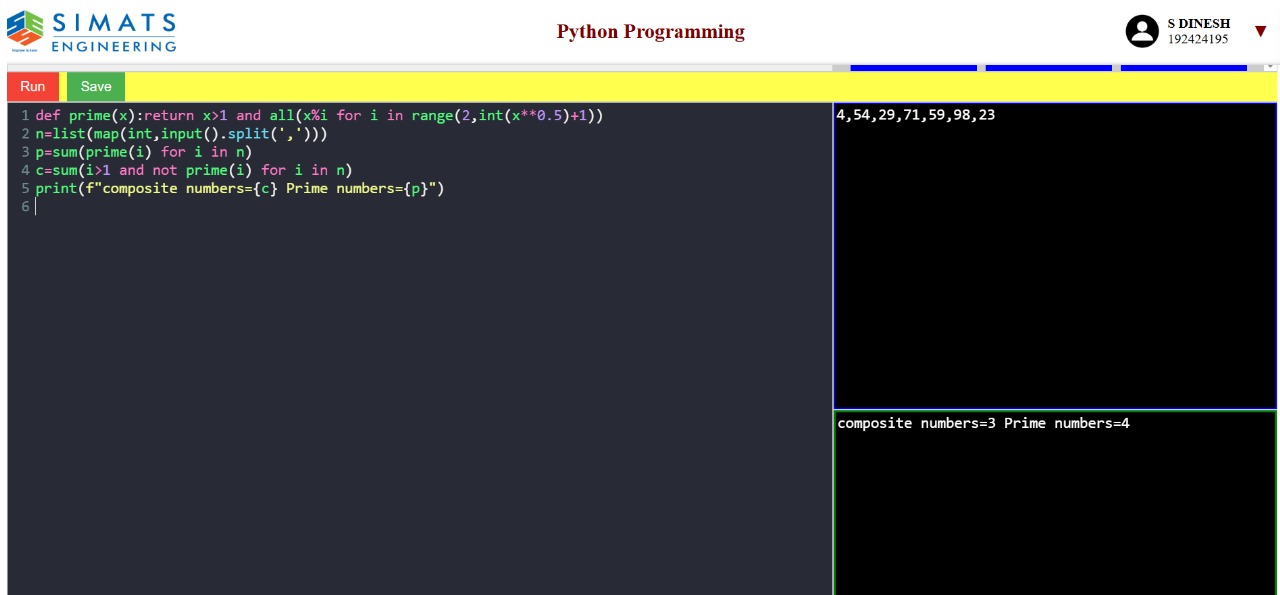 SIMATS
ENGINEERING
Python Programming
S DINESH
192424195
Run
Save
1 def prime(x):return x>1 and all(x%i for i in range(2,int(x**0.5)+1))
2 n=list(map(int,input().split(',')))
3 p=sum(prime(i) for i in n)
4 c=sum(i>1 and not prime(i) for i in n)
5 print(f"composite numbers={c} Prime numbers={p}")
6
4,54,29,71,59,98,23
composite numbers=3 Prime numbers=4